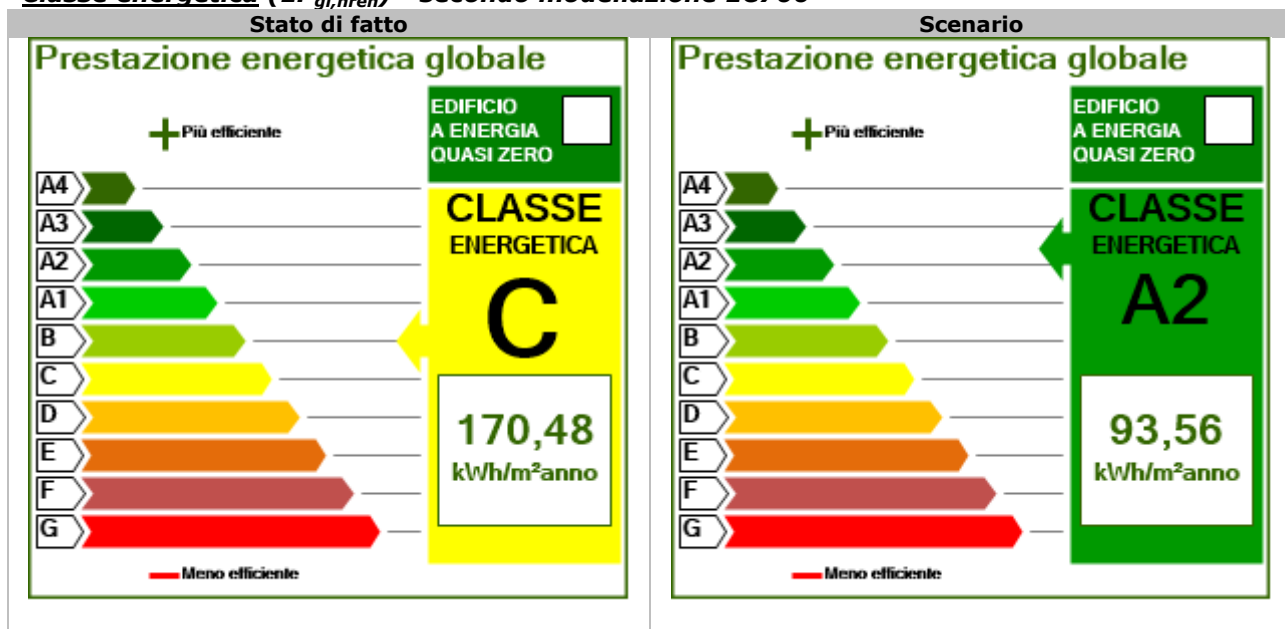 Stato di fatto
Scenario
Prestazione energetica globale
EDIFICIO
A ENERGIA
QUASI ZERO
Più efficiente
A4
A3
A2
A1
B
C
D
E
F
G
CLASSE
ENERGETICA
C
170,48
kWh/m²anno
Meno efficiente
Prestazione energetica globale
EDIFICIO
A ENERGIA
QUASI ZERO
Più efficiente
A4
A3
A2
A1
B
C
D
E
F
G
CLASSE
ENERGETICA
A2
93,56
kWh/m²anno
Meno efficiente